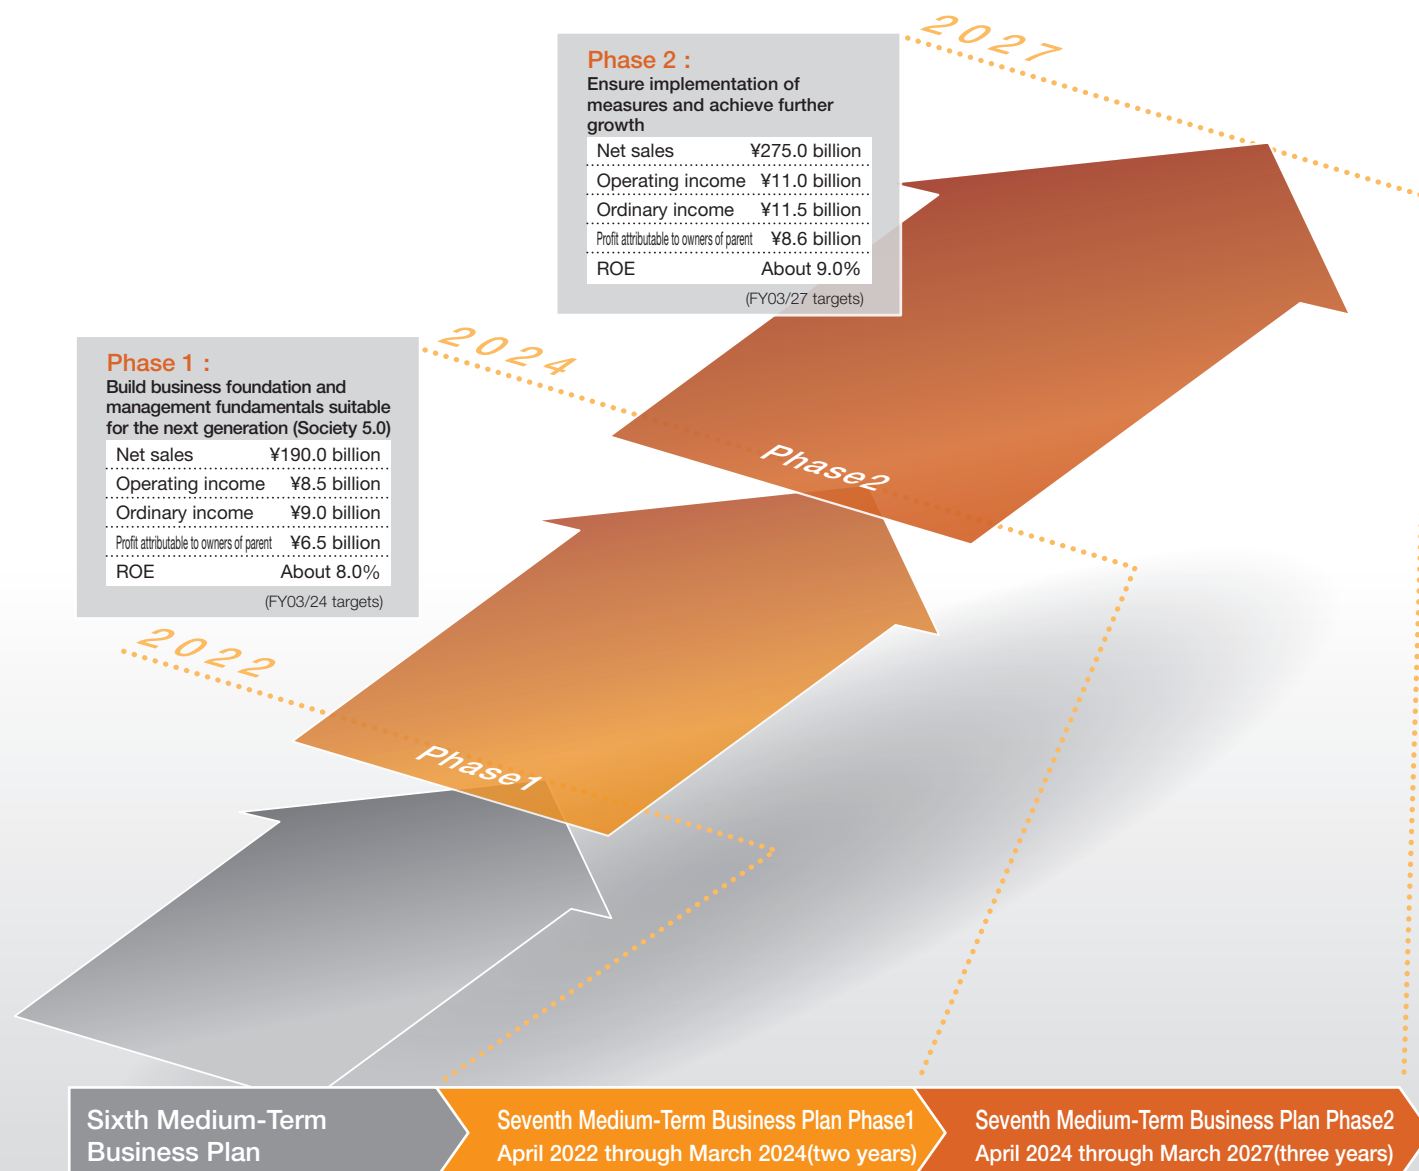 2027
Phase 2 :
Ensure implementation of
measures and achieve further
growth
Net sales ¥275.0 billion
Operating income ¥11.0 billion
Ordinary income ¥11.5 billion
Profit attributable to owners of parent ¥8.6 billion
ROE About 9.0%
(FY03/27 targets)
2024
Phase 1 :
Build business foundation and
management fundamentals suitable
for the next generation (Society 5.0)
Net sales ¥190.0 billion
Operating income ¥8.5 billion
Ordinary income ¥9.0 billion
Profit attributable to owners of parent ¥6.5 billion
ROE About 8.0%
(FY03/24 targets)
Phase2
2022
Phase1
Sixth Medium-Term
Business Plan
Seventh Medium-Term Business Plan Phase1
April 2022 through March 2024(two years)
Seventh Medium-Term Business Plan Phase2
April 2024 through March 2027(three years)